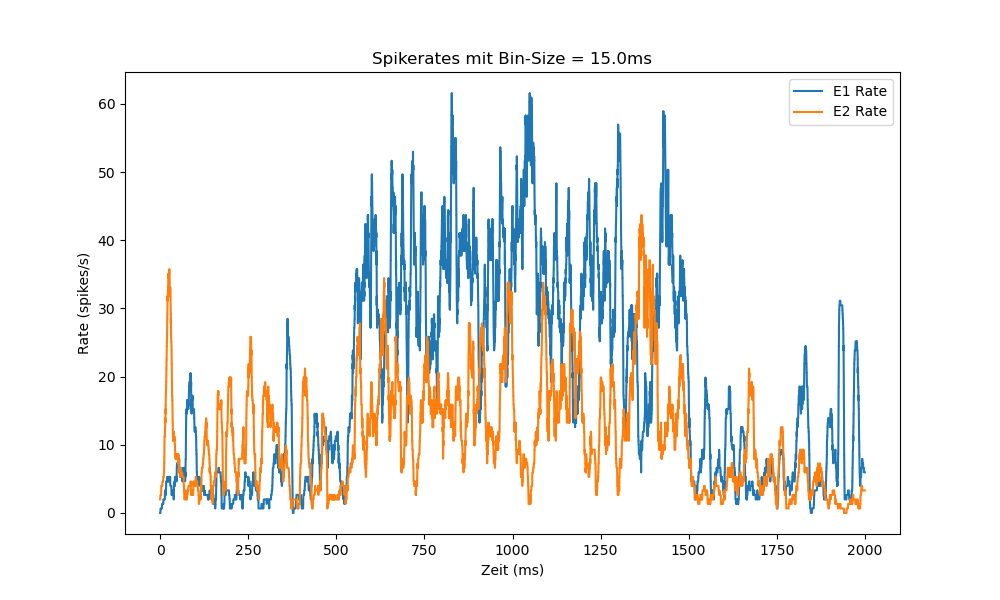 Spikerates mit Bin-Size = 15.0ms
E1 Rate
E2 Rate
Rate (spikes/s)
60
50
40
30
20
10
0
0 250 500 750 1000 1250 1500 1750 2000
Zeit (ms)